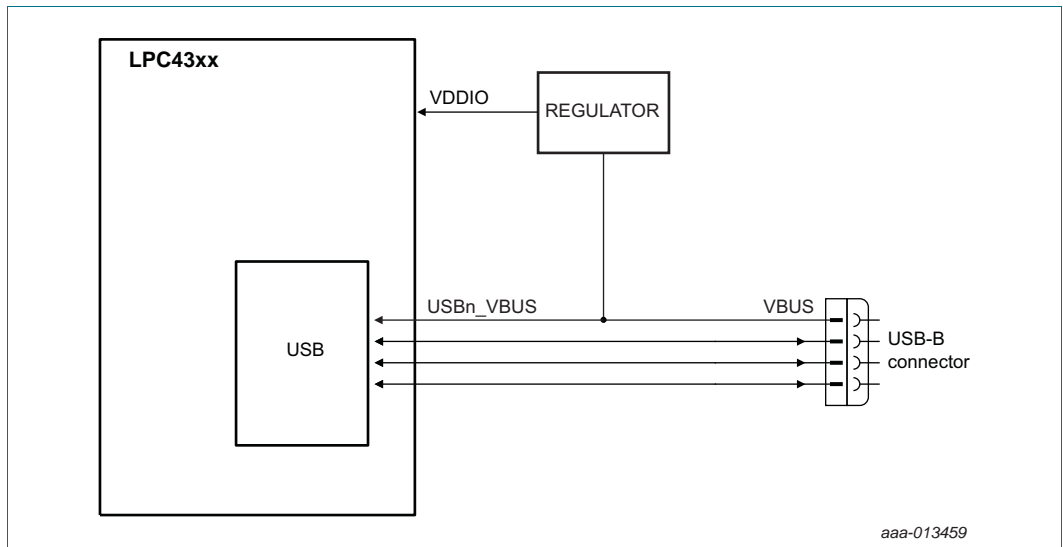 LPC43xx
VDDIO
REGULATOR
USBn_VBUS
VBUS
USB
USB-B
connector
aaa-013459